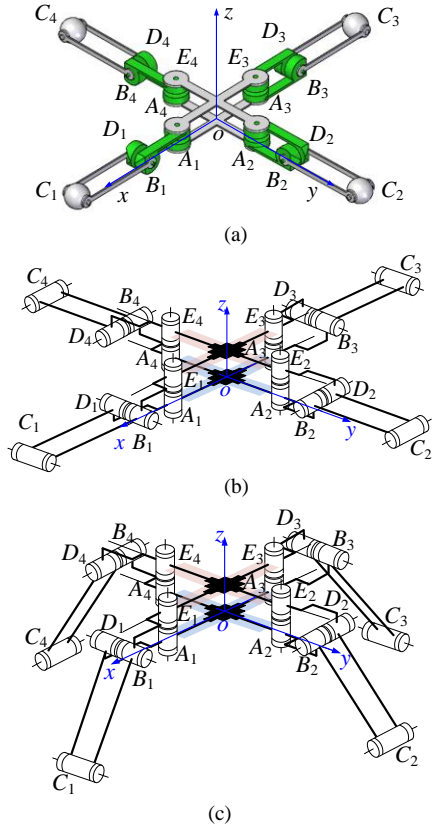 z
C₄ C₃
D₄ E₄ E₃ D₃
B₄ A₄ A₃ B₃
D₁ o D₂
A₁ A₂
C₁ B₁ B₂ C₂
x y
(a)
z
C₄ C₃
B₄ E₄ E₃ D₃
D₄ A₄ A₃ B₃
E₁ E₂
D₁ o D₂
C₁ A₁ A₂
x B₁ B₂ y C₂
(b)
z
D₃
B₄ E₄ E₃ B₃
D₄ A₄ A₃
E₁ E₂
C₄ D₁ o D₂ C₃
A₁ A₂
x B₁ B₂ y
C₁ C₂
(c)